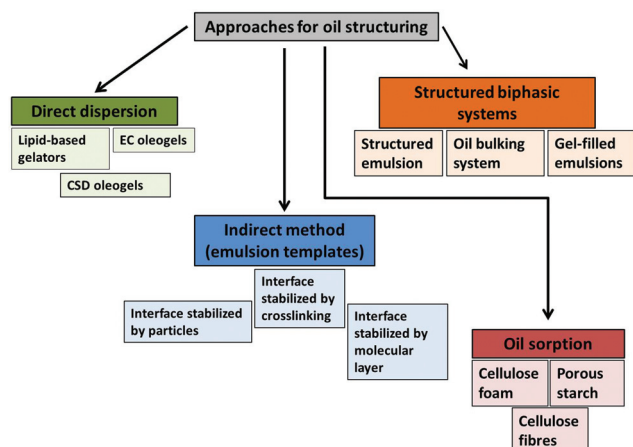 Approaches for oil structuring
Direct dispersion
Lipid-based
gelators
EC oleogels
CSD oleogels
Structured biphasic
systems
Structured
emulsion
Oil bulking
system
Gel-filled
emulsions
Indirect method
(emulsion templates)
Interface stabilized
by particles
Interface
stabilized by
crosslinking
Interface
stabilized by
molecular
layer
Oil sorption
Cellulose
foam
Porous
starch
Cellulose
fibres